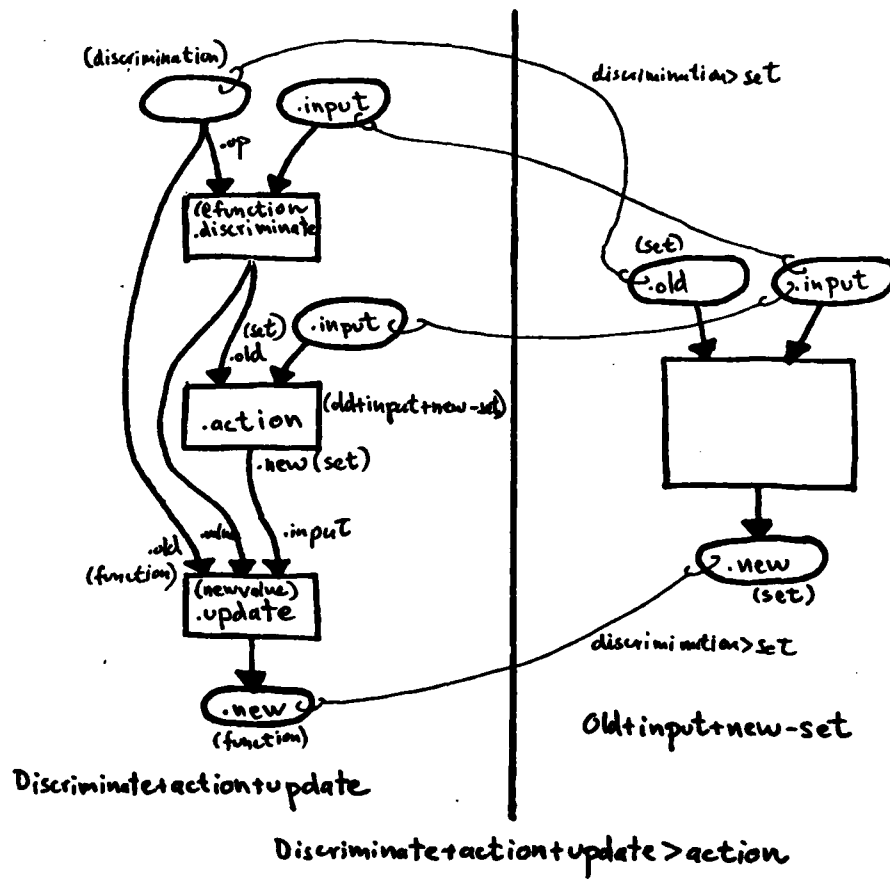 (discrimination)
discrimination>set
.input
.op
(@function
.discriminate
(set)
.old
.input
(set)
.old
.input
.action
(old+input+new-set)
.new (set)
.old
.input
(function)
(newvalue)
.update
.new
(set)
discrimination>set
.new
(function)
Old+input+new-set
Discriminate+action+update
Discriminate+action+update>action